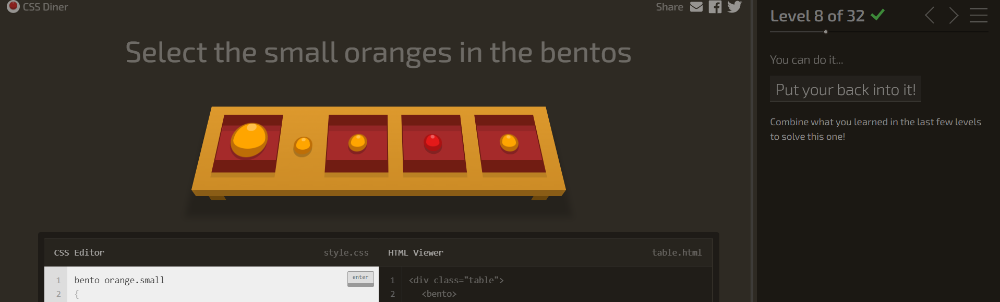 CSS Diner
Share
Level 8 of 32
Select the small oranges in the bentos
You can do it...
Put your back into it!
Combine what you learned in the last few levels
to solve this one!
CSS Editor
style.css
HTML Viewer
table.html
1 bento orange.small
enter
2 {
1 <div class="table">
2 <bento>